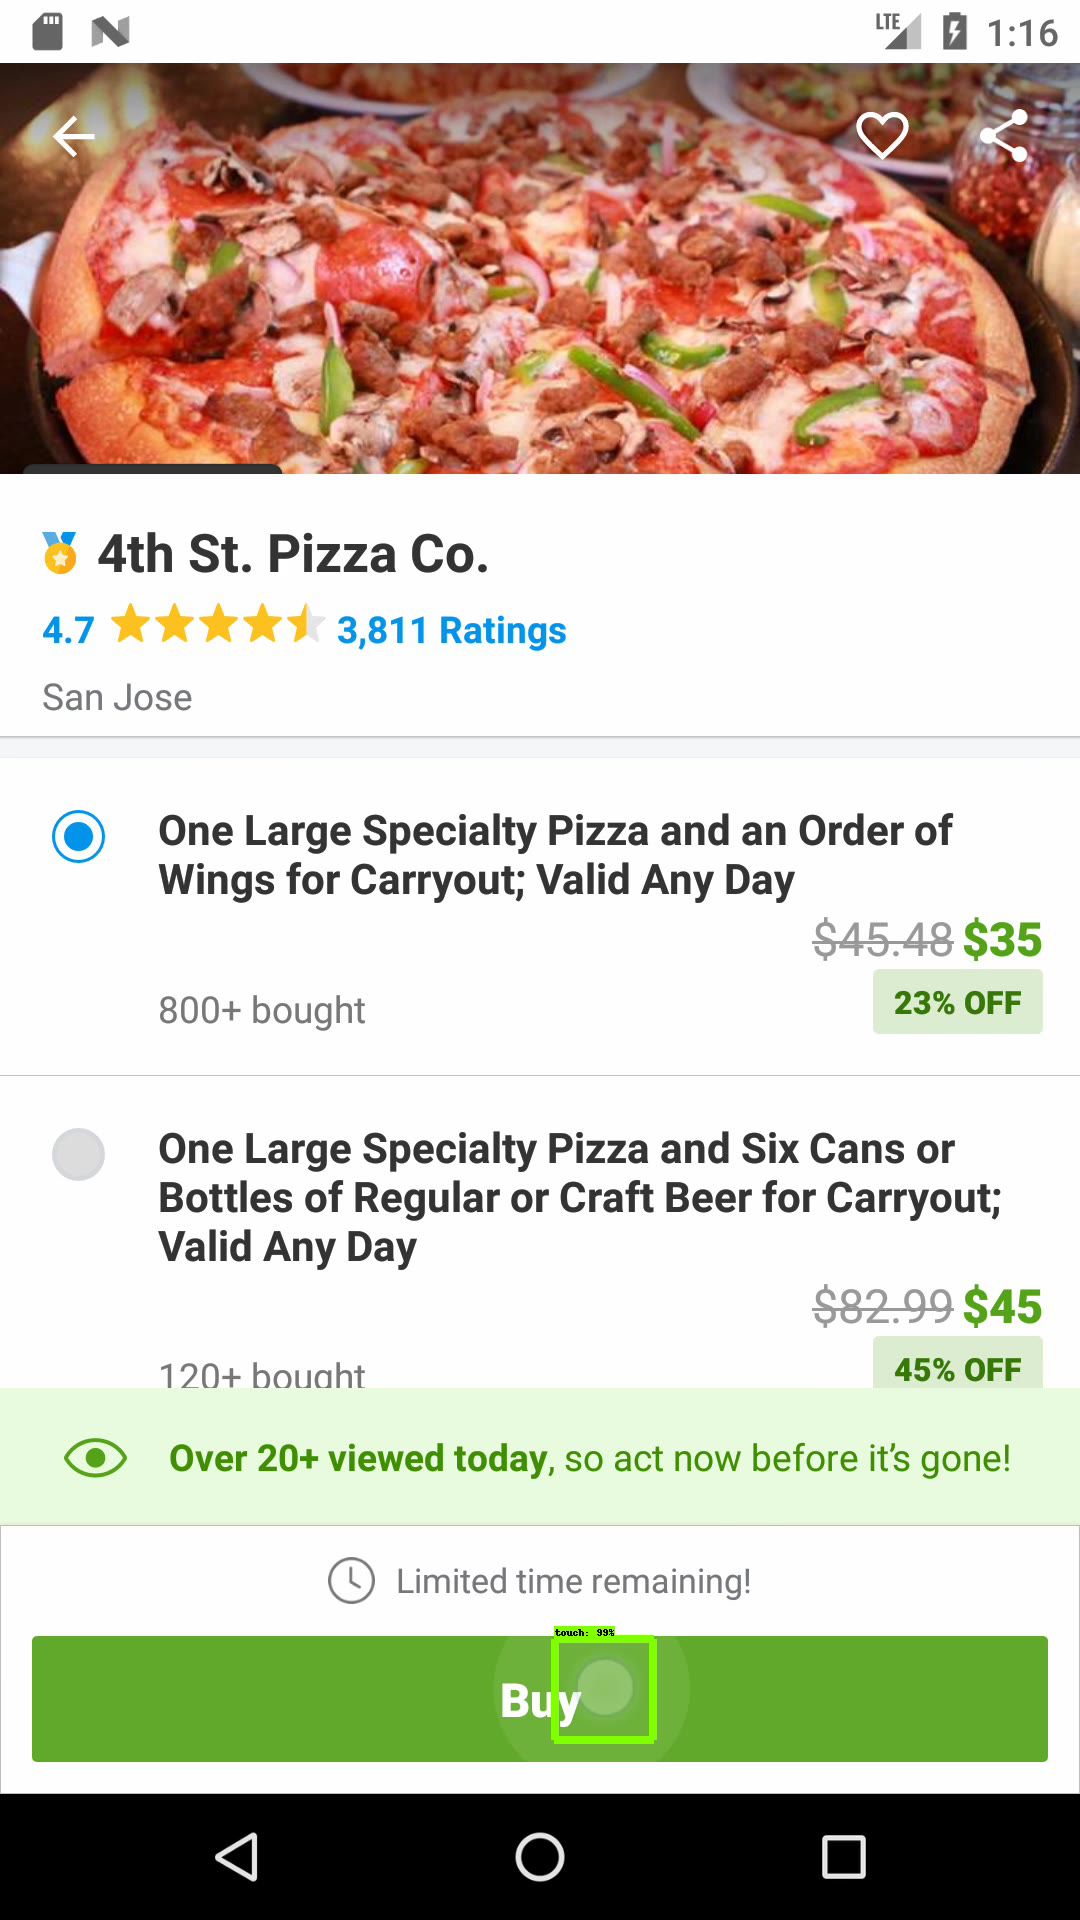 LTE 1:16
4th St. Pizza Co.
4.7 3,811 Ratings
San Jose
One Large Specialty Pizza and an Order of
Wings for Carryout; Valid Any Day
$45.48 $35
800+ bought
23% OFF
One Large Specialty Pizza and Six Cans or
Bottles of Regular or Craft Beer for Carryout;
Valid Any Day
$82.99 $45
120+ bought
45% OFF
Over 20+ viewed today, so act now before it's gone!
Limited time remaining!
touch: 99%
Buy